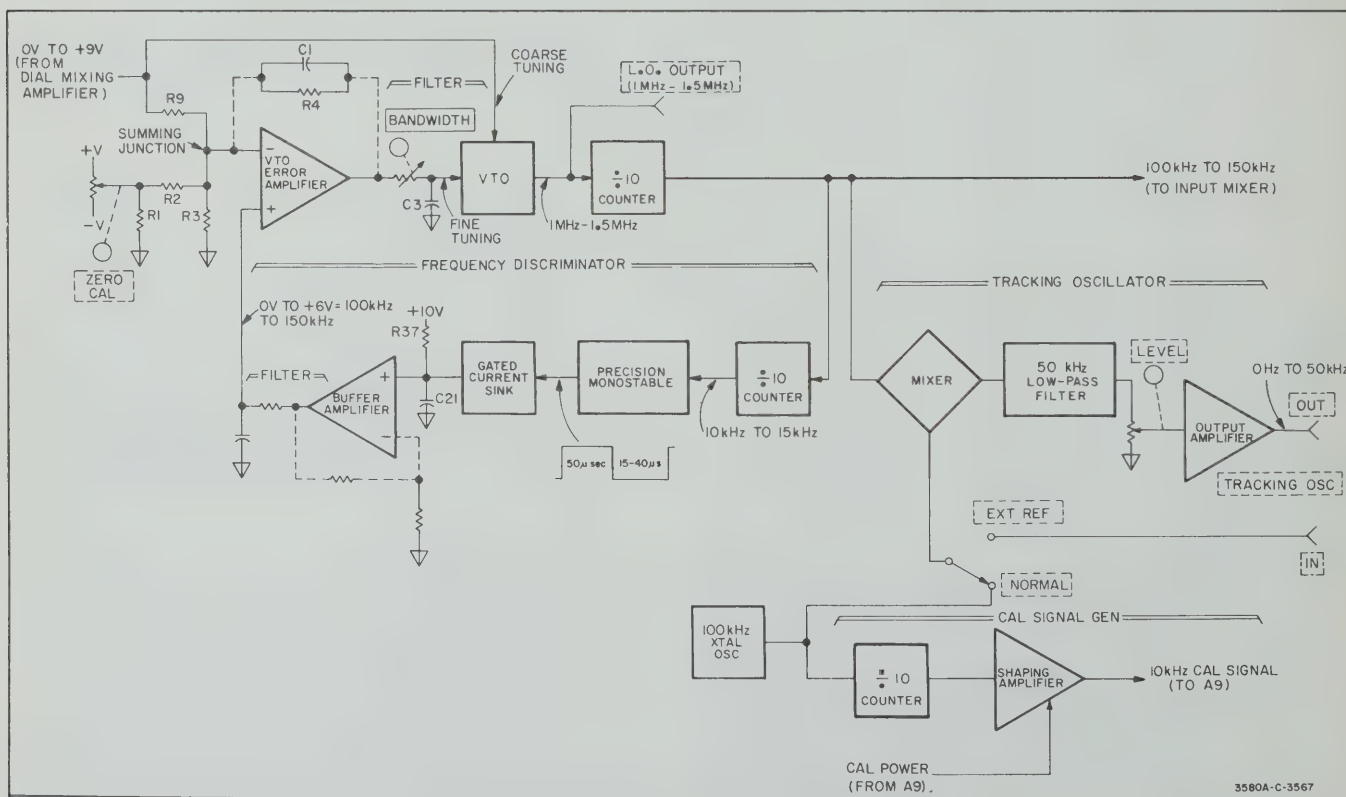 0V TO +9V
(FROM
DIAL MIXING
AMPLIFIER)
R9
SUMMING
JUNCTION
+V
-V
R1
R2
R3
ZERO
CAL
C1
R4
-
VTO
ERROR
AMPLIFIER
+
FILTER
BANDWIDTH
C3
COARSE
TUNING
VTO
FINE
TUNING
1MHz-1.5MHz
L.O. OUTPUT
(1MHz-1.5MHz)
÷10
COUNTER
100kHz TO 150kHz
(TO INPUT MIXER)
FREQUENCY DISCRIMINATOR
0V TO +6V=100kHz
TO 150kHz
FILTER
BUFFER
AMPLIFIER
+
-
+10V
R37
C21
GATED
CURRENT
SINK
PRECISION
MONOSTABLE
÷10
COUNTER
10kHz TO 15kHz
50μsec
15-40μs
TRACKING OSCILLATOR
MIXER
50 kHz
LOW-PASS
FILTER
LEVEL
OUTPUT
AMPLIFIER
0Hz TO 50kHz
OUT
TRACKING OSC
EXT REF
IN
NORMAL
100kHz
XTAL
OSC
CAL SIGNAL GEN
÷10
COUNTER
SHAPING
AMPLIFIER
10kHz CAL SIGNAL
(TO A9)
CAL POWER
(FROM A9).
3580A-C-3567